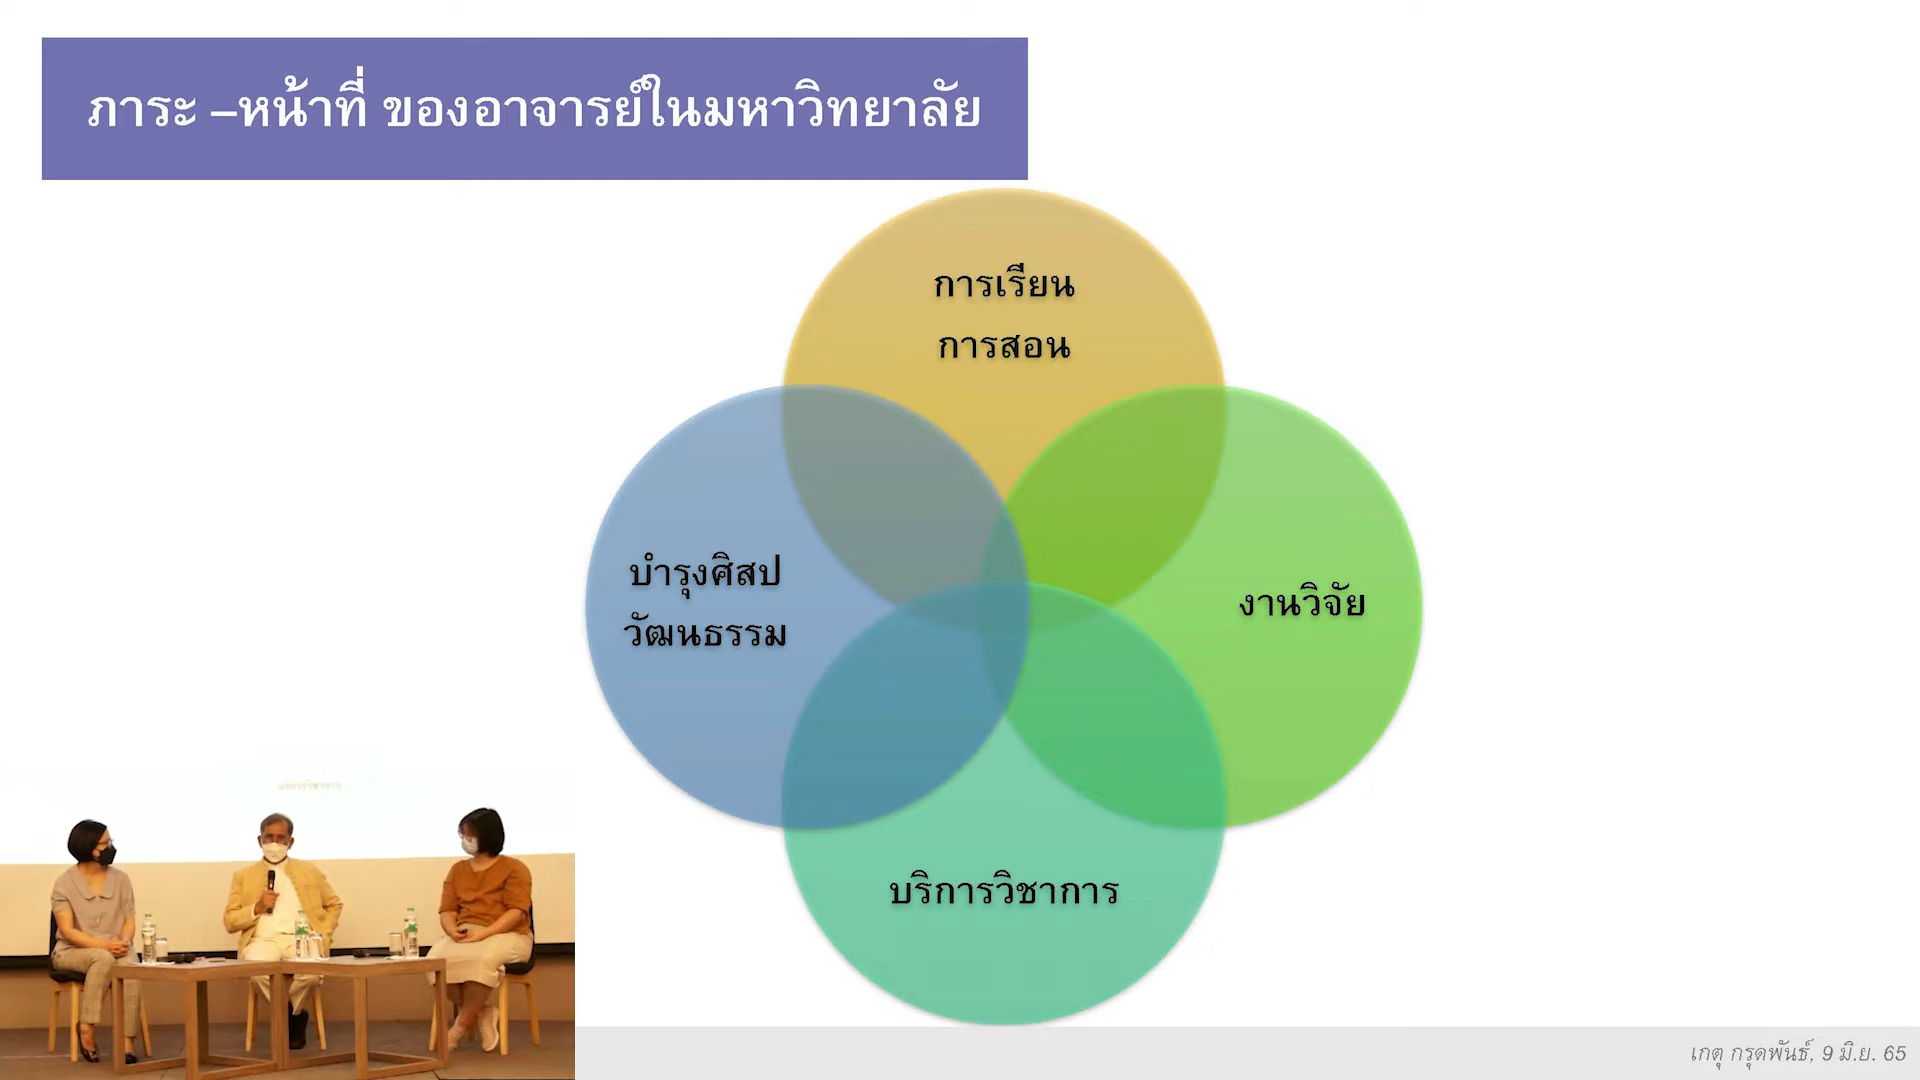 ภาระ –หน้าที่ ของอาจารย์ในมหาวิทยาลัย
การเรียน
การสอน
บำรุงศิสป
วัฒนธรรม
งานวิจัย
บริการวิชาการ
เกตุ กรุดพันธ์, 9 มิ.ย. 65